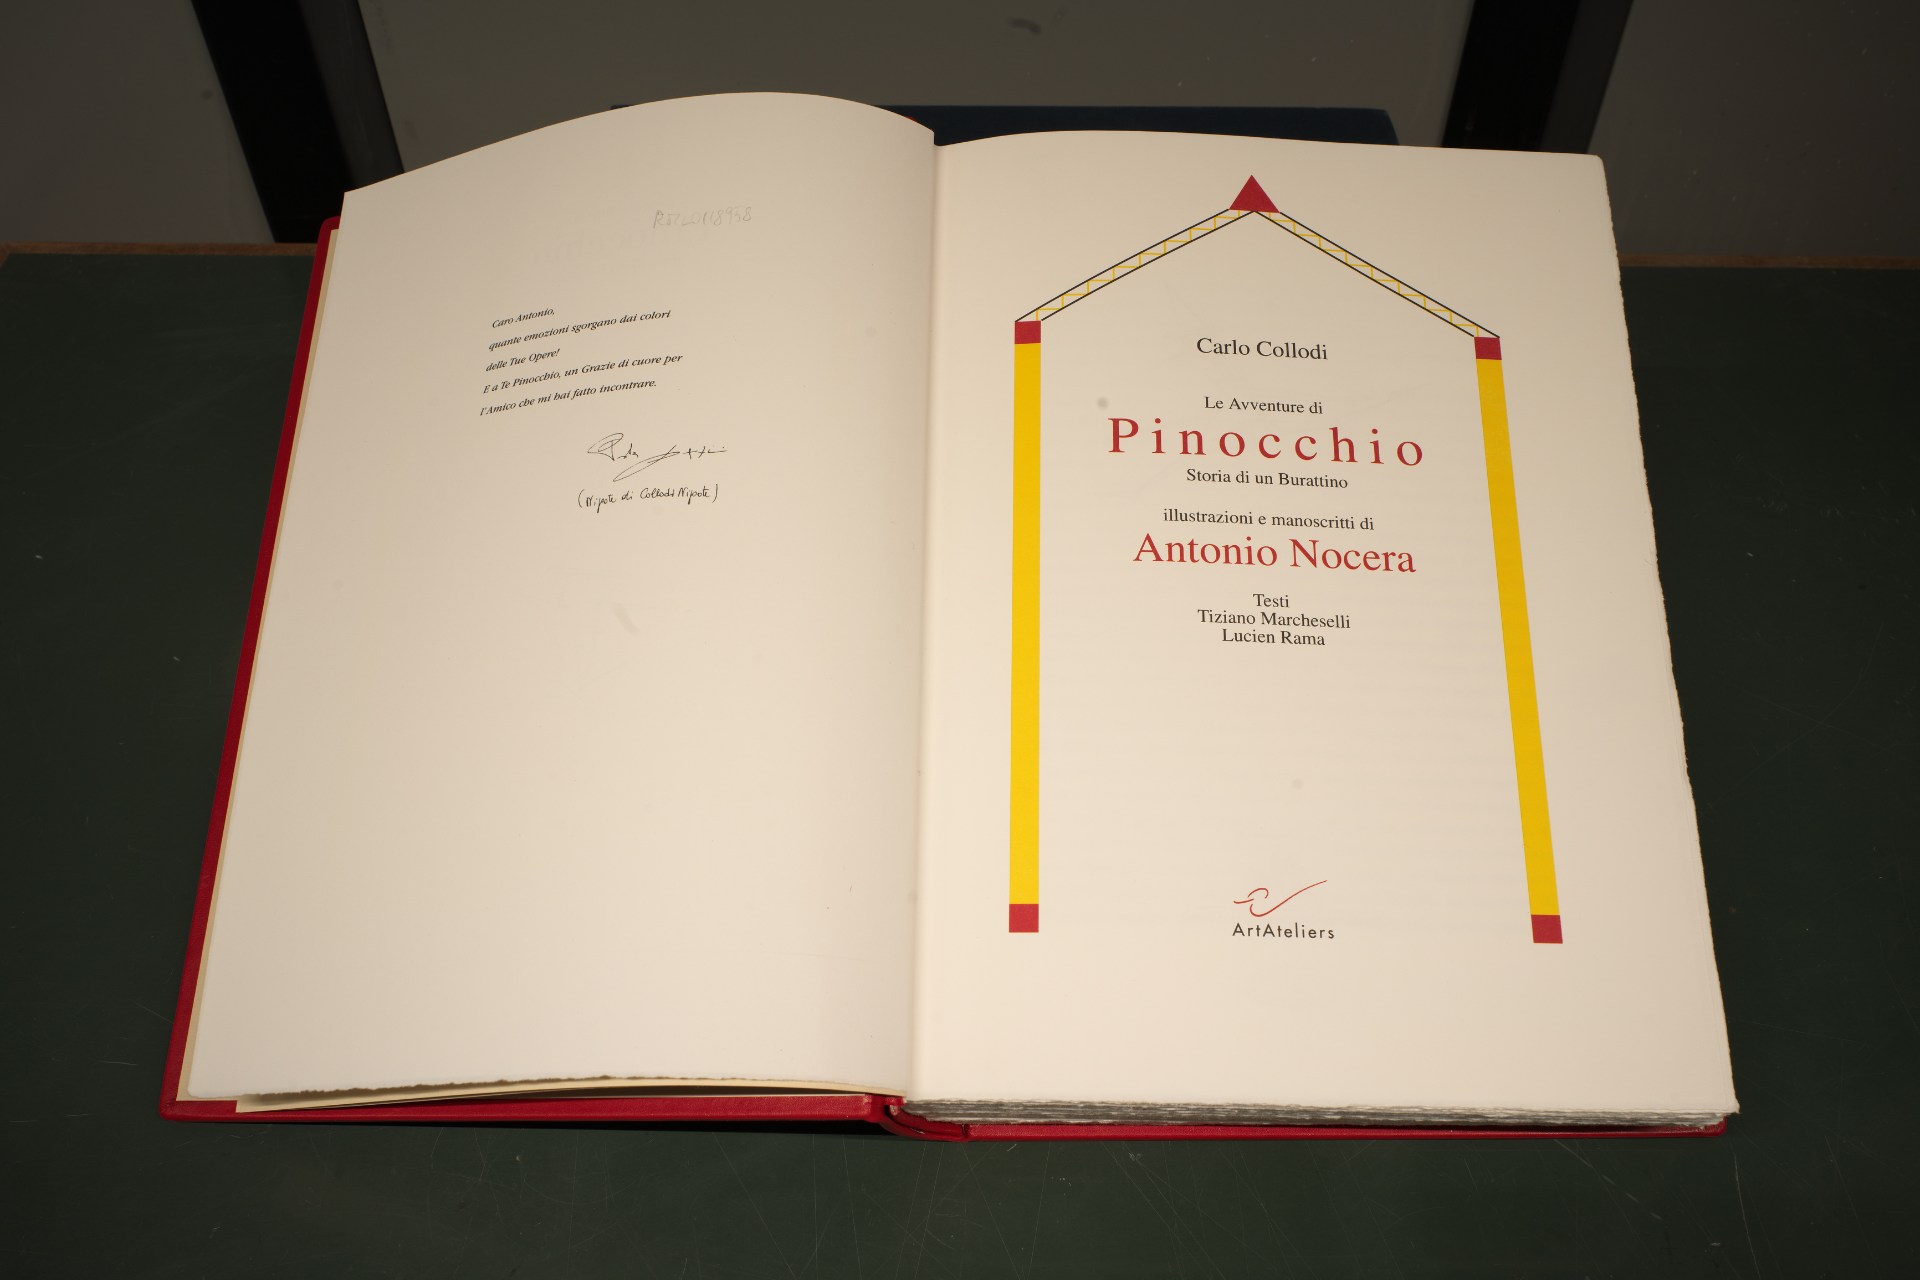 Caro Antonio,
quante emozioni sgorgano dai colori
delle Tue Opere!
E a Te Pinocchio, un Grazie di cuore per
l'Amico che mi hai fatto incontrare.
(Nipote di Collodi Nipote)
Carlo Collodi
Le Avventure di
Pinocchio
Storia di un Burattino
illustrazioni e manoscritti di
Antonio Nocera
Testi
Tiziano Marcheselli
Lucien Rama
ArtAteliers